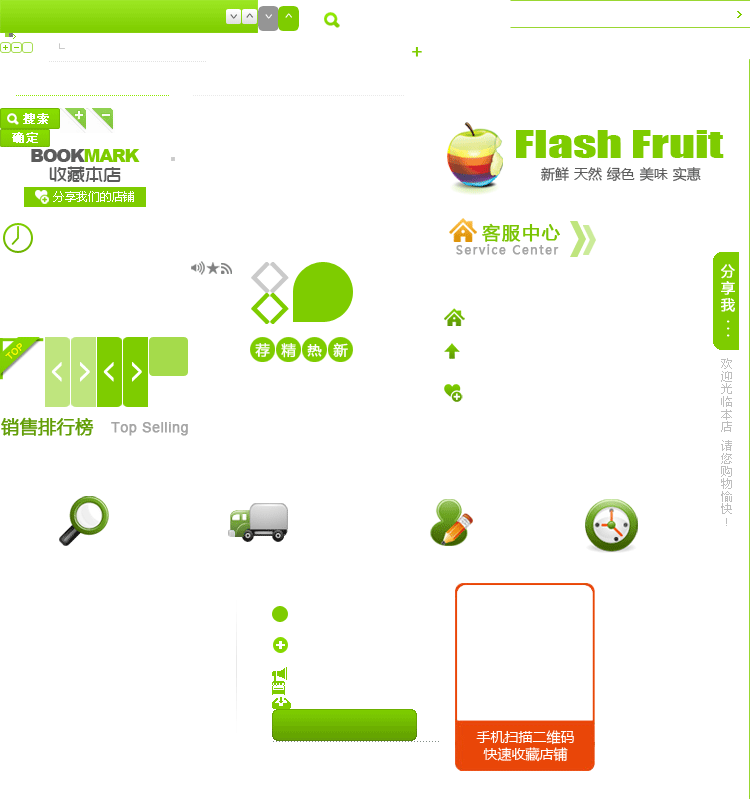 搜索
确定
BOOKMARK
收藏本店
分享我们的店铺
Flash Fruit
新鲜 天然 绿色 美味 实惠
客服中心
Service Center
分享我...
欢迎光临本店 请您购物愉快！
TOP
荐 精 热 新
销售排行榜 Top Selling
手机扫描二维码
快速收藏店铺